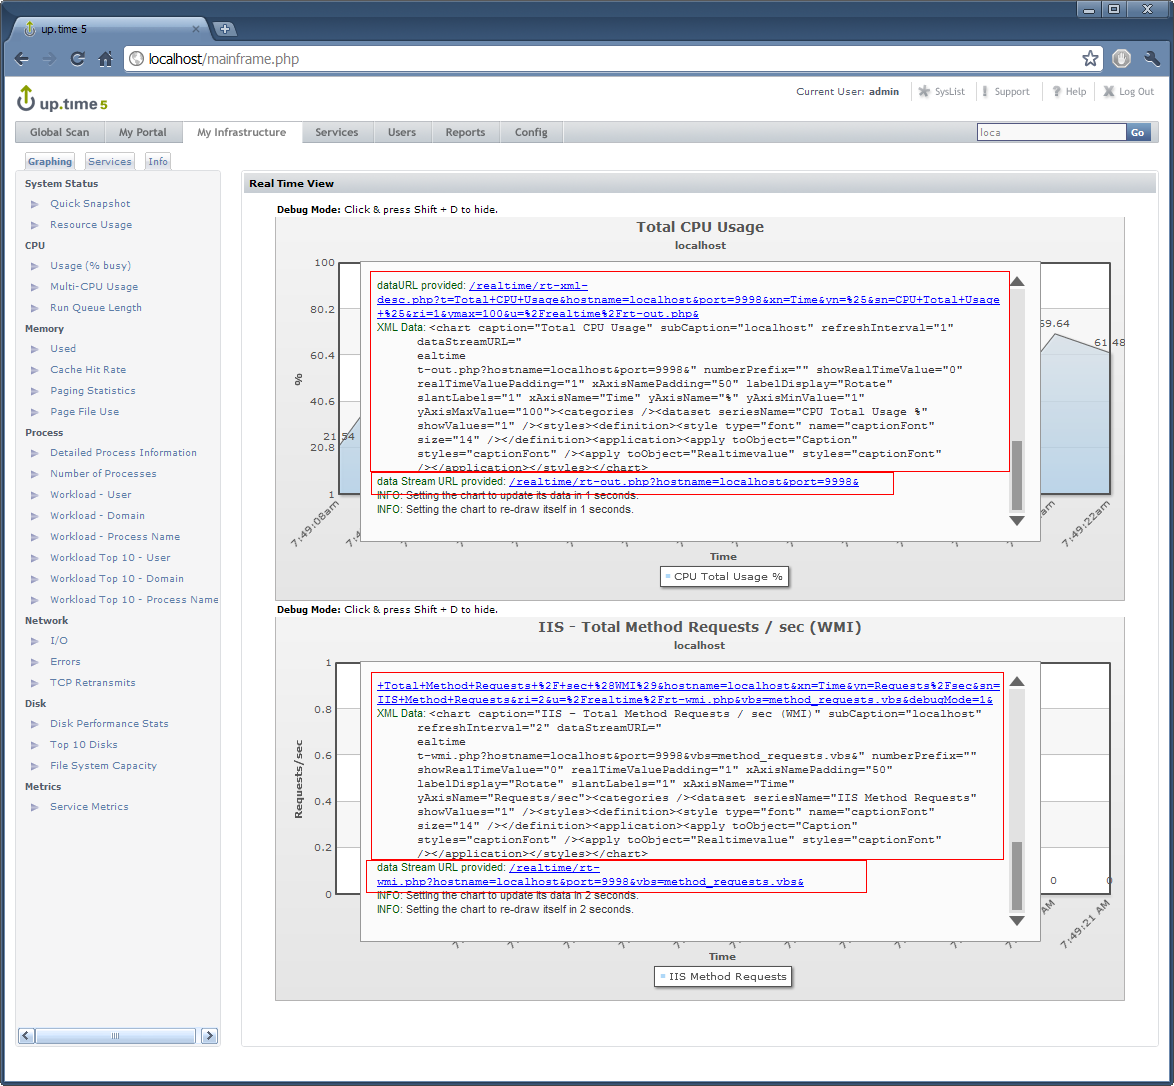 up.time 5
localhost/mainframe.php
up.time 5
Current User: admin
SysList
Support
Help
Log Out
Global Scan
My Portal
My Infrastructure
Services
Users
Reports
Config
loca
Go
Graphing
Services
Info
System Status
Quick Snapshot
Resource Usage
CPU
Usage (% busy)
Multi-CPU Usage
Run Queue Length
Memory
Used
Cache Hit Rate
Paging Statistics
Page File Use
Process
Detailed Process Information
Number of Processes
Workload - User
Workload - Domain
Workload - Process Name
Workload Top 10 - User
Workload Top 10 - Domain
Workload Top 10 - Process Name
Network
I/O
Errors
TCP Retransmits
Disk
Disk Performance Stats
Top 10 Disks
File System Capacity
Metrics
Service Metrics
Real Time View
Debug Mode: Click & press Shift + D to hide.
Total CPU Usage
localhost
100
80.2
60.4
40.6
20.8
1
%
21.54
59.64
61.48
dataURL provided: /realtime/rt-xml-
desc.php?t=Total+CPU+Usage&hostname=localhost&port=9998&xn=Time&yn=%25&sn=CPU+Total+Usage
+%25&ri=1&ymax=100&u=%2Frealtime%2Frt-out.php&
XML Data: <chart caption="Total CPU Usage" subCaption="localhost" refreshInterval="1"
dataStreamURL="
ealtime
t-out.php?hostname=localhost&port=9998&" numberPrefix="" showRealTimeValue="0"
realTimeValuePadding="1" xAxisNamePadding="50" labelDisplay="Rotate"
slantLabels="1" xAxisName="Time" yAxisName="%" yAxisMinValue="1"
yAxisMaxValue="100"><categories /><dataset seriesName="CPU Total Usage %"
showValues="1" /><styles><definition><style type="font" name="captionFont"
size="14" /></definition><application><apply toObject="Caption"
styles="captionFont" /><apply toObject="Realtimevalue" styles="captionFont"
/></application></styles></chart>
data Stream URL provided: /realtime/rt-out.php?hostname=localhost&port=9998&
INFO: Setting the chart to update its data in 1 seconds.
INFO: Setting the chart to re-draw itself in 1 seconds.
7:49:08am
7:49:22am
Time
CPU Total Usage %
Debug Mode: Click & press Shift + D to hide.
IIS - Total Method Requests / sec (WMI)
localhost
1
0.8
0.6
0.4
0.2
0
Requests/sec
+Total+Method+Requests+%2F+sec+%28WMI%29&hostname=localhost&xn=Time&yn=Requests%2Fsec&sn=
IIS+Method+Requests&ri=2&u=%2Frealtime%2Frt-wmi.php&vbs=method_requests.vbs&debugMode=1&
XML Data: <chart caption="IIS - Total Method Requests / sec (WMI)" subCaption="localhost"
refreshInterval="2" dataStreamURL="
ealtime
t-wmi.php?hostname=localhost&port=9998&vbs=method_requests.vbs&" numberPrefix=""
showRealTimeValue="0" realTimeValuePadding="1" xAxisNamePadding="50"
labelDisplay="Rotate" slantLabels="1" xAxisName="Time"
yAxisName="Requests/sec"><categories /><dataset seriesName="IIS Method Requests"
showValues="1" /><styles><definition><style type="font" name="captionFont"
size="14" /></definition><application><apply toObject="Caption"
styles="captionFont" /><apply toObject="Realtimevalue" styles="captionFont"
/></application></styles></chart>
data Stream URL provided: /realtime/rt-
wmi.php?hostname=localhost&port=9998&vbs=method_requests.vbs&
INFO: Setting the chart to update its data in 2 seconds.
INFO: Setting the chart to re-draw itself in 2 seconds.
0
0
AM
7:49:21 AM
Time
IIS Method Requests